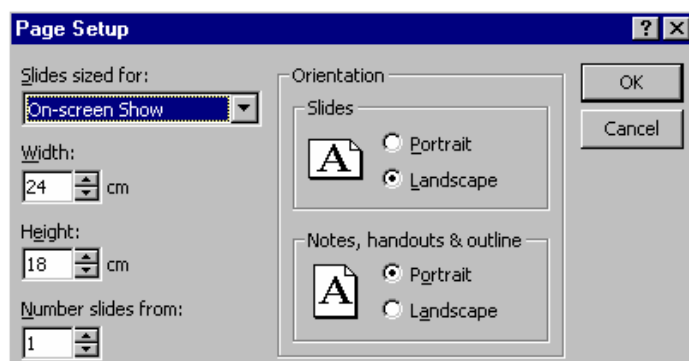 Page Setup
Slides sized for:
On-screen Show
Width:
24 cm
Height:
18 cm
Number slides from:
1
Orientation
Slides
A
Portrait
Landscape
Notes, handouts & outline
A
Portrait
Landscape
OK
Cancel
?